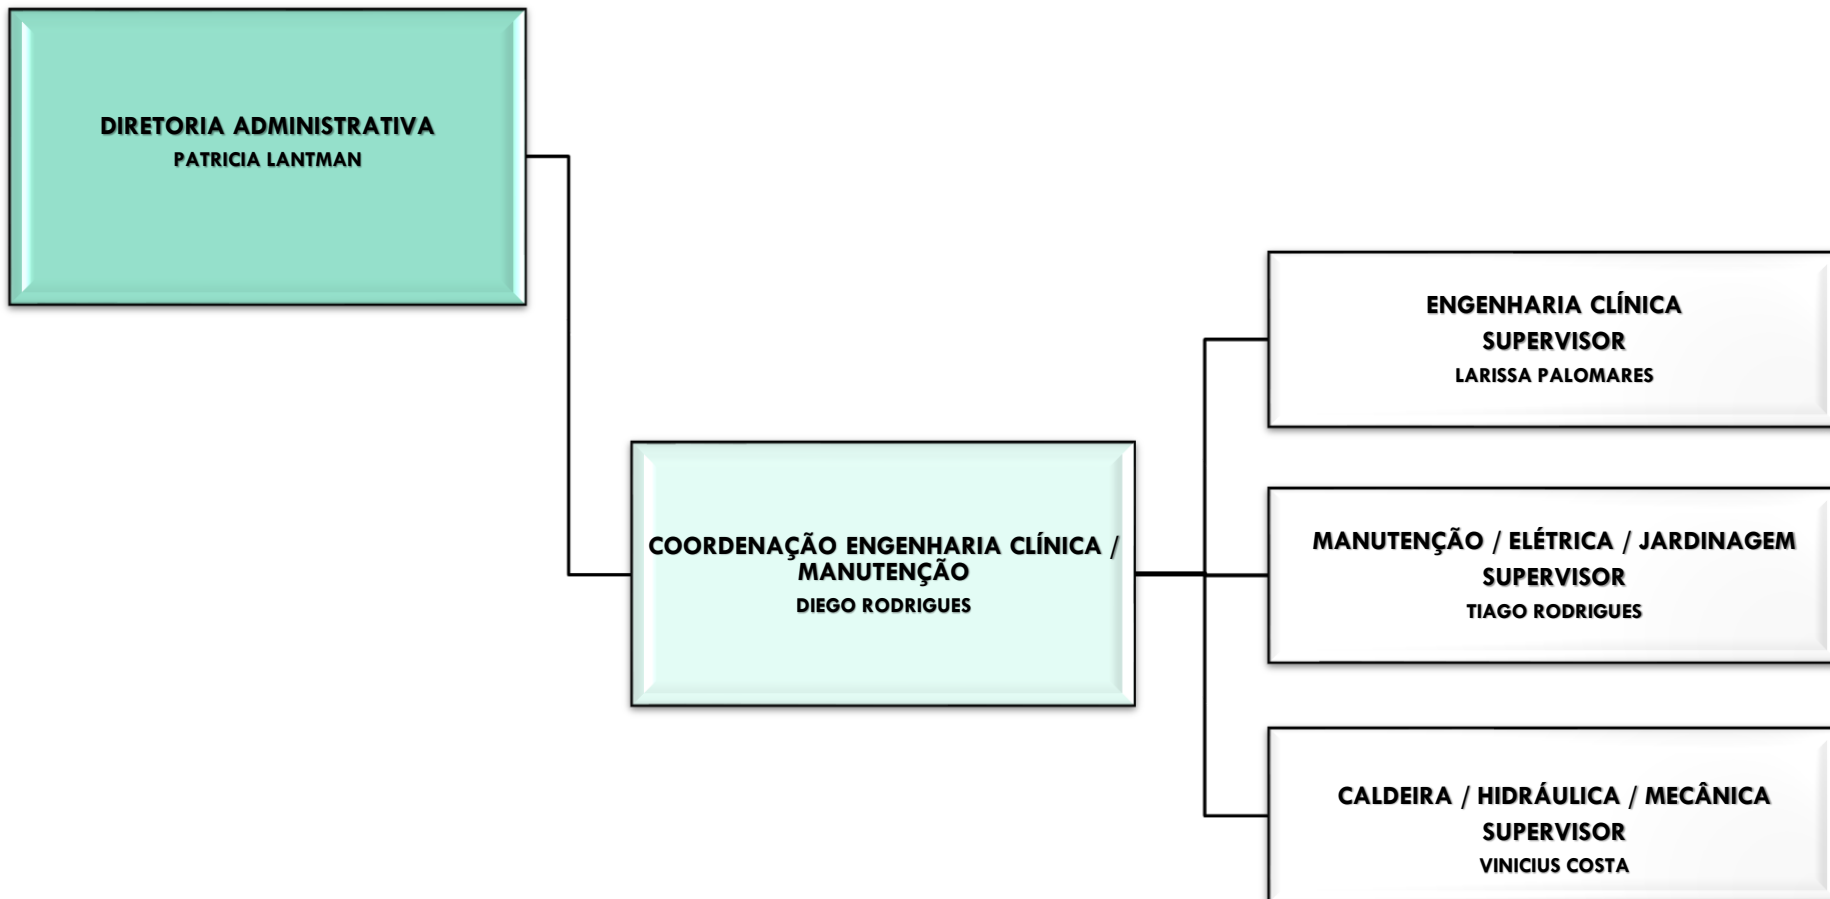 DIRETORIA ADMINISTRATIVA
PATRICIA LANTMAN
COORDENAÇÃO ENGENHARIA CLÍNICA /
MANUTENÇÃO
DIEGO RODRIGUES
ENGENHARIA CLÍNICA
SUPERVISOR
LARISSA PALOMARES
MANUTENÇÃO / ELÉTRICA / JARDINAGEM
SUPERVISOR
TIAGO RODRIGUES
CALDEIRA / HIDRÁULICA / MECÂNICA
SUPERVISOR
VINICIUS COSTA